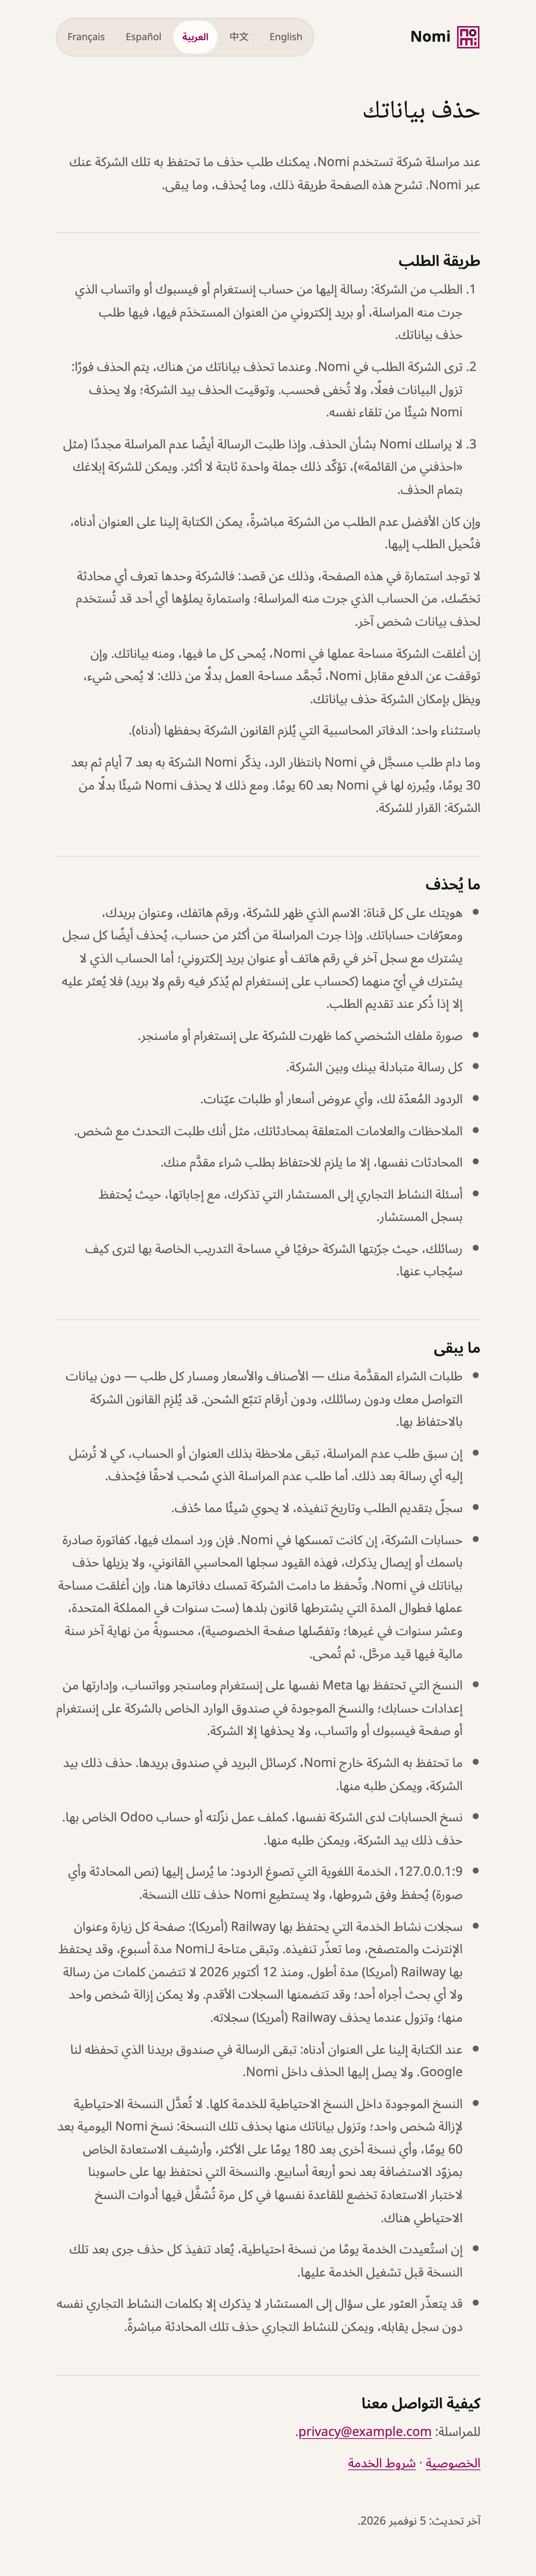 Nomi
English
中文
العربية
Español
Français
حذف بياناتك
عند مراسلة شركة تستخدم Nomi، يمكنك طلب حذف ما تحتفظ به تلك الشركة عنك
عبر Nomi. تشرح هذه الصفحة طريقة ذلك، وما يُحذف، وما يبقى.
طريقة الطلب
1. الطلب من الشركة: رسالة إليها من حساب إنستغرام أو فيسبوك أو واتساب الذي
جرت منه المراسلة، أو بريد إلكتروني من العنوان المستخدَم فيها، فيها طلب
حذف بياناتك.
2. ترى الشركة الطلب في Nomi. وعندما تحذف بياناتك من هناك، يتم الحذف فورًا:
تزول البيانات فعلًا، ولا تُخفى فحسب. وتوقيت الحذف بيد الشركة؛ ولا يحذف
Nomi شيئًا من تلقاء نفسه.
3. لا يراسلك Nomi بشأن الحذف. وإذا طلبت الرسالة أيضًا عدم المراسلة مجددًا (مثل
«احذفني من القائمة»)، تؤكّد ذلك جملة واحدة ثابتة لا أكثر. ويمكن للشركة إبلاغك
بتمام الحذف.
وإن كان الأفضل عدم الطلب من الشركة مباشرةً، يمكن الكتابة إلينا على العنوان أدناه،
فنُحيل الطلب إليها.
لا توجد استمارة في هذه الصفحة، وذلك عن قصد: فالشركة وحدها تعرف أي محادثة
تخصّك، من الحساب الذي جرت منه المراسلة؛ واستمارة يملؤها أي أحد قد تُستخدم
لحذف بيانات شخص آخر.
إن أغلقت الشركة مساحة عملها في Nomi، يُمحى كل ما فيها، ومنه بياناتك. وإن
توقفت عن الدفع مقابل Nomi، تُجمَّد مساحة العمل بدلًا من ذلك: لا يُمحى شيء،
ويظل بإمكان الشركة حذف بياناتك.
باستثناء واحد: الدفاتر المحاسبية التي يُلزم القانون الشركة بحفظها (أدناه).
وما دام طلب مسجَّل في Nomi بانتظار الرد، يذكّر Nomi الشركة به بعد 7 أيام ثم بعد
30 يومًا، ويُبرزه لها في Nomi بعد 60 يومًا. ومع ذلك لا يحذف Nomi شيئًا بدلًا من
الشركة: القرار للشركة.
ما يُحذف
هويتك على كل قناة: الاسم الذي ظهر للشركة، ورقم هاتفك، وعنوان بريدك،
ومعرّفات حساباتك. وإذا جرت المراسلة من أكثر من حساب، يُحذف أيضًا كل سجل
يشترك مع سجل آخر في رقم هاتف أو عنوان بريد إلكتروني؛ أما الحساب الذي لا
يشترك في أيّ منهما (كحساب على إنستغرام لم يُذكر فيه رقم ولا بريد) فلا يُعثر عليه
إلا إذا ذُكر عند تقديم الطلب.
صورة ملفك الشخصي كما ظهرت للشركة على إنستغرام أو ماسنجر.
كل رسالة متبادلة بينك وبين الشركة.
الردود المُعدّة لك، وأي عروض أسعار أو طلبات عيّنات.
الملاحظات والعلامات المتعلقة بمحادثاتك، مثل أنك طلبت التحدث مع شخص.
المحادثات نفسها، إلا ما يلزم للاحتفاظ بطلب شراء مقدَّم منك.
أسئلة النشاط التجاري إلى المستشار التي تذكرك، مع إجاباتها، حيث يُحتفظ
بسجل المستشار.
رسائلك، حيث جرّبتها الشركة حرفيًا في مساحة التدريب الخاصة بها لترى كيف
سيُجاب عنها.
ما يبقى
طلبات الشراء المقدَّمة منك — الأصناف والأسعار ومسار كل طلب — دون بيانات
التواصل معك ودون رسائلك، ودون أرقام تتبّع الشحن. قد يُلزِم القانون الشركة
بالاحتفاظ بها.
إن سبق طلب عدم المراسلة، تبقى ملاحظة بذلك العنوان أو الحساب، كي لا تُرسَل
إليه أي رسالة بعد ذلك. أما طلب عدم المراسلة الذي سُحب لاحقًا فيُحذف.
سجلّ بتقديم الطلب وتاريخ تنفيذه، لا يحوي شيئًا مما حُذف.
حسابات الشركة، إن كانت تمسكها في Nomi. فإن ورد اسمك فيها، كفاتورة صادرة
باسمك أو إيصال يذكرك، فهذه القيود سجلها المحاسبي القانوني، ولا يزيلها حذف
بياناتك في Nomi. وتُحفظ ما دامت الشركة تمسك دفاترها هنا، وإن أغلقت مساحة
عملها فطوال المدة التي يشترطها قانون بلدها (ست سنوات في المملكة المتحدة،
وعشر سنوات في غيرها؛ وتفصّلها صفحة الخصوصية)، محسوبةً من نهاية آخر سنة
مالية فيها قيد مرحَّل، ثم تُمحى.
النسخ التي تحتفظ بها Meta نفسها على إنستغرام وماسنجر وواتساب، وإدارتها من
إعدادات حسابك؛ والنسخ الموجودة في صندوق الوارد الخاص بالشركة على إنستغرام
أو صفحة فيسبوك أو واتساب، ولا يحذفها إلا الشركة.
ما تحتفظ به الشركة خارج Nomi، كرسائل البريد في صندوق بريدها. حذف ذلك بيد
الشركة، ويمكن طلبه منها.
نسخ الحسابات لدى الشركة نفسها، كملف عمل نزّلته أو حساب Odoo الخاص بها.
حذف ذلك بيد الشركة، ويمكن طلبه منها.
127.0.0.1:9، الخدمة اللغوية التي تصوغ الردود: ما يُرسل إليها (نص المحادثة وأي
صورة) يُحفظ وفق شروطها، ولا يستطيع Nomi حذف تلك النسخة.
سجلات نشاط الخدمة التي يحتفظ بها Railway (أمريكا): صفحة كل زيارة وعنوان
الإنترنت والمتصفح، وما تعذّر تنفيذه. وتبقى متاحة لـNomi مدة أسبوع، وقد يحتفظ
بها Railway (أمريكا) مدة أطول. ومنذ 12 أكتوبر 2026 لا تتضمن كلمات من رسالة
ولا أي بحث أجراه أحد؛ وقد تتضمنها السجلات الأقدم. ولا يمكن إزالة شخص واحد
منها؛ وتزول عندما يحذف Railway (أمريكا) سجلاته.
عند الكتابة إلينا على العنوان أدناه: تبقى الرسالة في صندوق بريدنا الذي تحفظه لنا
Google. ولا يصل إليها الحذف داخل Nomi.
النسخ الموجودة داخل النسخ الاحتياطية للخدمة كلها. لا تُعدَّل النسخة الاحتياطية
لإزالة شخص واحد؛ وتزول بياناتك منها بحذف تلك النسخة: نسخ Nomi اليومية بعد
60 يومًا، وأي نسخة أخرى بعد 180 يومًا على الأكثر، وأرشيف الاستعادة الخاص
بمزوّد الاستضافة بعد نحو أربعة أسابيع. والنسخة التي نحتفظ بها على حاسوبنا
لاختبار الاستعادة تخضع للقاعدة نفسها في كل مرة تُشغَّل فيها أدوات النسخ
الاحتياطي هناك.
إن استُعيدت الخدمة يومًا من نسخة احتياطية، يُعاد تنفيذ كل حذف جرى بعد تلك
النسخة قبل تشغيل الخدمة عليها.
قد يتعذّر العثور على سؤال إلى المستشار لا يذكرك إلا بكلمات النشاط التجاري نفسه
دون سجل يقابله، ويمكن للنشاط التجاري حذف تلك المحادثة مباشرةً.
كيفية التواصل معنا
للمراسلة: privacy@example.com.
الخصوصية · شروط الخدمة
آخر تحديث: 5 نوفمبر 2026.